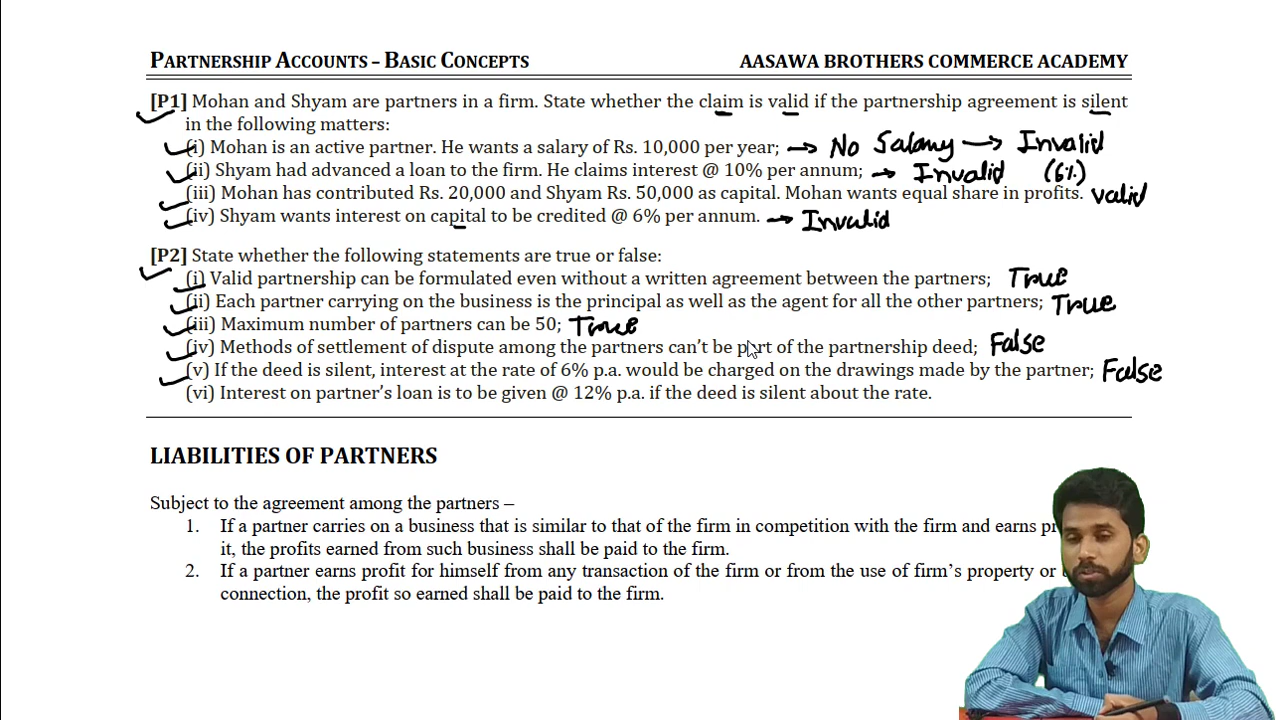 PARTNERSHIP ACCOUNTS – BASIC CONCEPTS AASAWA BROTHERS COMMERCE ACADEMY
[P1] Mohan and Shyam are partners in a firm. State whether the claim is valid if the partnership agreement is silent
in the following matters:
(i) Mohan is an active partner. He wants a salary of Rs. 10,000 per year; → No Salary → Invalid
(ii) Shyam had advanced a loan to the firm. He claims interest @ 10% per annum; → Invalid (6%)
(iii) Mohan has contributed Rs. 20,000 and Shyam Rs. 50,000 as capital. Mohan wants equal share in profits. valid
(iv) Shyam wants interest on capital to be credited @ 6% per annum. → Invalid
[P2] State whether the following statements are true or false:
(i) Valid partnership can be formulated even without a written agreement between the partners; True
(ii) Each partner carrying on the business is the principal as well as the agent for all the other partners; True
(iii) Maximum number of partners can be 50; True
(iv) Methods of settlement of dispute among the partners can't be part of the partnership deed; False
(v) If the deed is silent, interest at the rate of 6% p.a. would be charged on the drawings made by the partner; False
(vi) Interest on partner's loan is to be given @ 12% p.a. if the deed is silent about the rate.
LIABILITIES OF PARTNERS
Subject to the agreement among the partners –
1. If a partner carries on a business that is similar to that of the firm in competition with the firm and earns
it, the profits earned from such business shall be paid to the firm.
2. If a partner earns profit for himself from any transaction of the firm or from the use of firm's property or
connection, the profit so earned shall be paid to the firm.